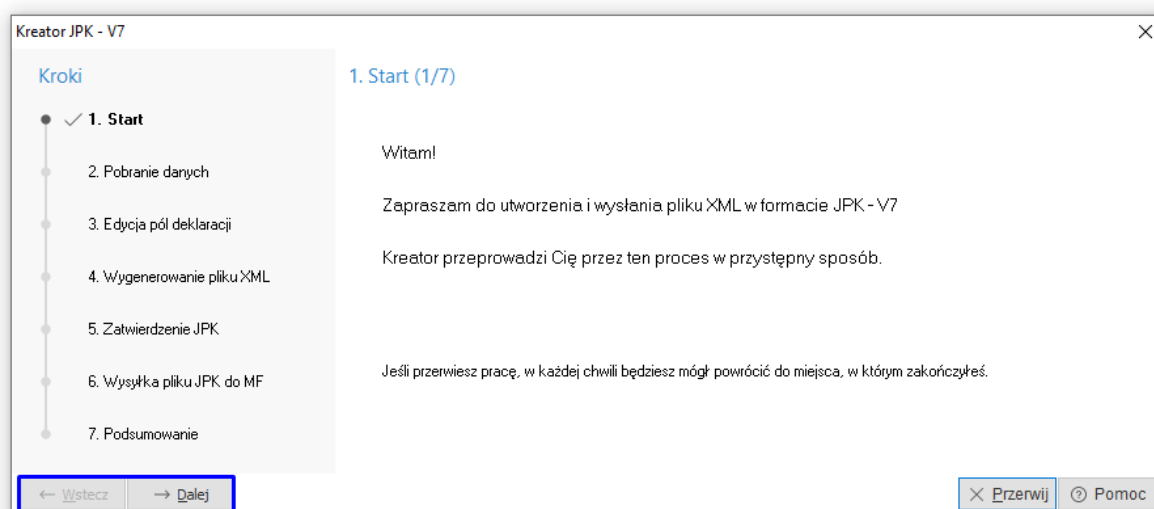 Kreator JPK - V7
Kroki
1. Start
2. Pobranie danych
3. Edycja pól deklaracji
4. Wygenerowanie pliku XML
5. Zatwierdzenie JPK
6. Wysyłka pliku JPK do MF
7. Podsumowanie
1. Start (1/7)
Witam!
Zapraszam do utworzenia i wysłania pliku XML w formacie JPK - V7
Kreator przeprowadzi Cię przez ten proces w przystępny sposób.
Jeśli przerwiesz pracę, w każdej chwili będziesz mógł powrócić do miejsca, w którym zakończyłeś.
Wstecz Dalej Przerwij Pomoc